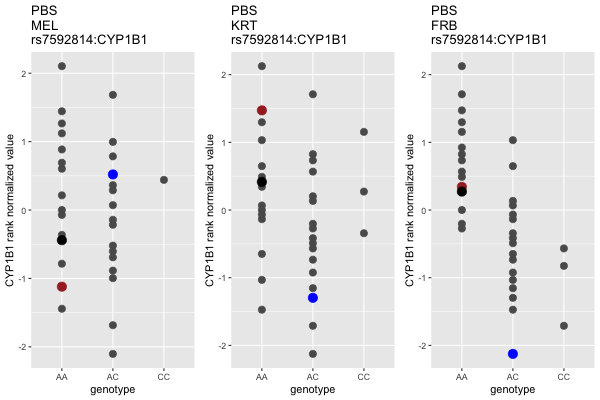 PBS
MEL
rs7592814:CYP1B1
CYP1B1 rank normalized value
2
1
0
-1
-2
AA
AC
CC
genotype
PBS
KRT
rs7592814:CYP1B1
CYP1B1 rank normalized value
2
1
0
-1
-2
AA
AC
CC
genotype
PBS
FRB
rs7592814:CYP1B1
CYP1B1 rank normalized value
2
1
0
-1
-2
AA
AC
CC
genotype